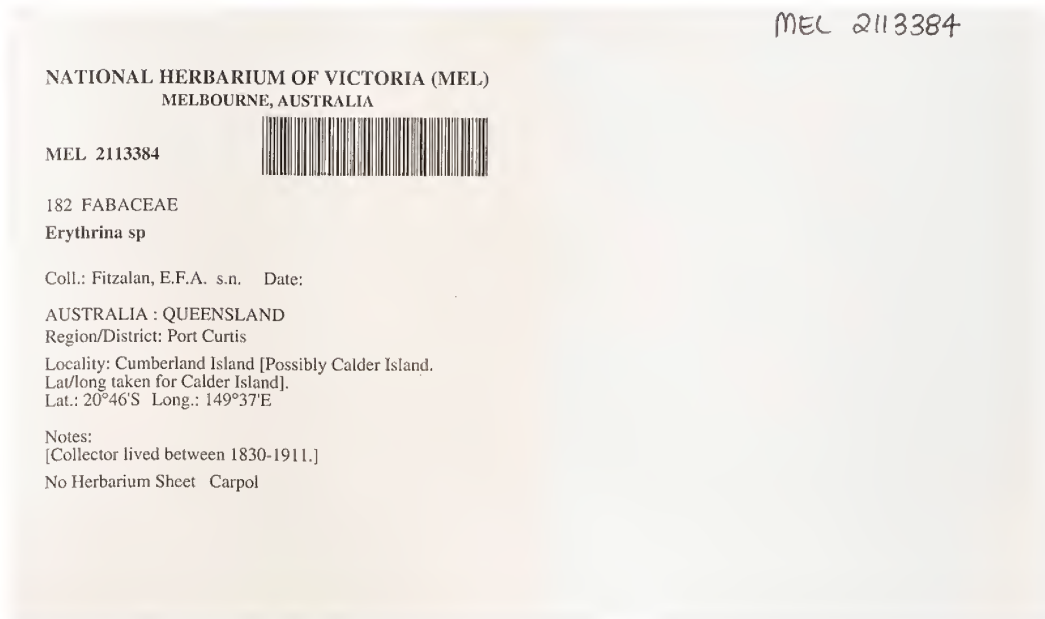 MEL 2113384
NATIONAL HERBARIUM OF VICTORIA (MEL)
MELBOURNE, AUSTRALIA
MEL 2113384
182 FABACEAE
Erythrina sp
Coll.: Fitzalan, E.F.A. s.n. Date:
AUSTRALIA : QUEENSLAND
Region/District: Port Curtis
Locality: Cumberland Island [Possibly Calder Island.
Lat/long taken for Calder Island].
Lat.: 20°46'S Long.: 149°37'E
Notes:
[Collector lived between 1830-1911.]
No Herbarium Sheet Carpol